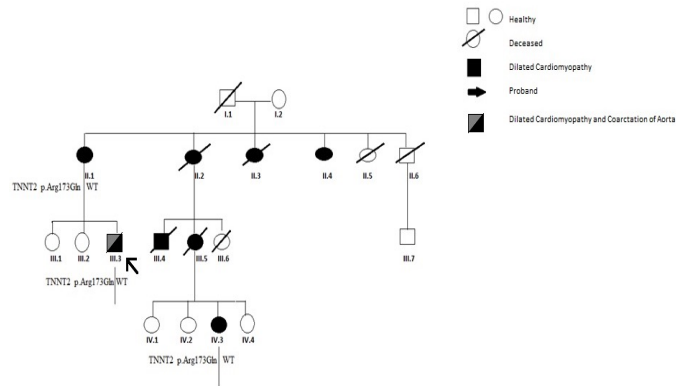 Healthy
Deceased
Dilated Cardiomyopathy
Proband
Dilated Cardiomyopathy and Coarctation of Aorta
I.1 I.2
II.1 II.2 II.3 II.4 II.5 II.6
TNNT2 p.Arg173Gln WT
III.1 III.2 III.3 III.4 III.5 III.6 III.7
TNNT2 p.Arg173Gln WT
IV.1 IV.2 IV.3 IV.4
TNNT2 p.Arg173Gln WT